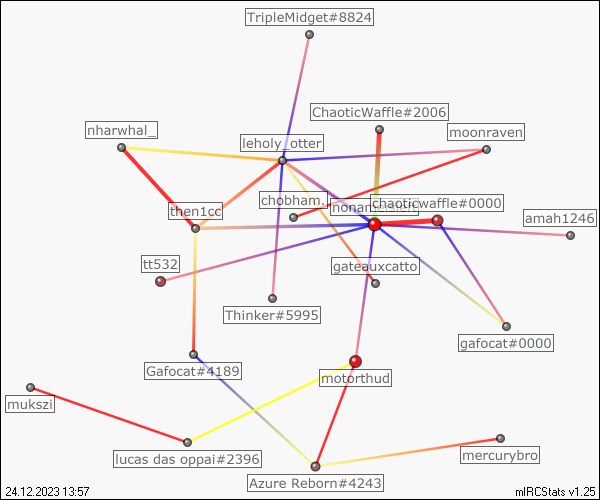 TripleMidget#8824
ChaoticWaffle#2006
nharwhal_
moonraven
leholy_otter
chobham.
chaoticwaffle#0000
then1cc
amah1246
tt532
gateauxcatto
Thinker#5995
gafocat#0000
Gafocat#4189
motorthud
mukszi
lucas das oppai#2396
mercurybro
Azure Reborn#4243
24.12.2023 13:57
mIRCStats v1.25